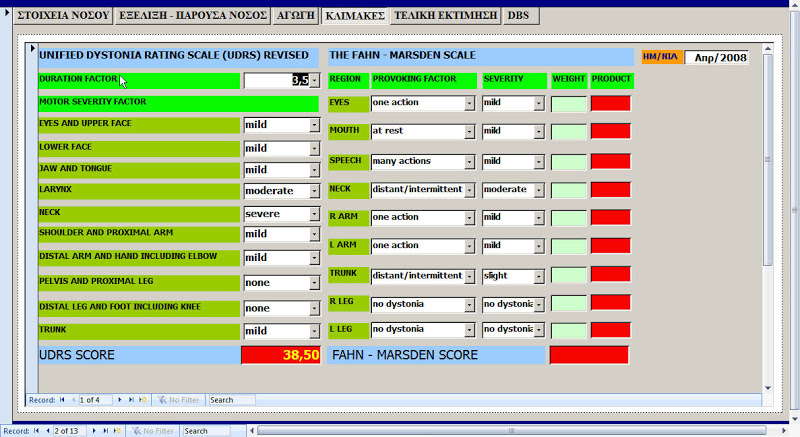 ΣΤΟΙΧΕΙΑ ΝΟΣΟΥ ΕΞΕΛΙΞΗ - ΠΑΡΟΥΣΑ ΝΟΣΟΣ ΑΓΩΓΗ ΚΛΙΜΑΚΕΣ ΤΕΛΙΚΗ ΕΚΤΙΜΗΣΗ DBS
UNIFIED DYSTONIA RATING SCALE (UDRS) REVISED
DURATION FACTOR 3,5
MOTOR SEVERITY FACTOR
EYES AND UPPER FACE mild
LOWER FACE mild
JAW AND TONGUE mild
LARYNX moderate
NECK severe
SHOULDER AND PROXIMAL ARM mild
DISTAL ARM AND HAND INCLUDING ELBOW mild
PELVIS AND PROXIMAL LEG none
DISTAL LEG AND FOOT INCLUDING KNEE none
TRUNK mild
UDRS SCORE 38,50
THE FAHN - MARSDEN SCALE
ΗΜ/ΝΙΑ Απρ/2008
REGION PROVOKING FACTOR SEVERITY WEIGHT PRODUCT
EYES one action mild
MOUTH at rest mild
SPEECH many actions mild
NECK distant/intermittent moderate
R ARM one action mild
L ARM one action mild
TRUNK distant/intermittent slight
R LEG no dystonia no dystonia
L LEG no dystonia no dystonia
FAHN - MARSDEN SCORE
Record: 1 of 4 No Filter Search
Record: 2 of 13 No Filter Search